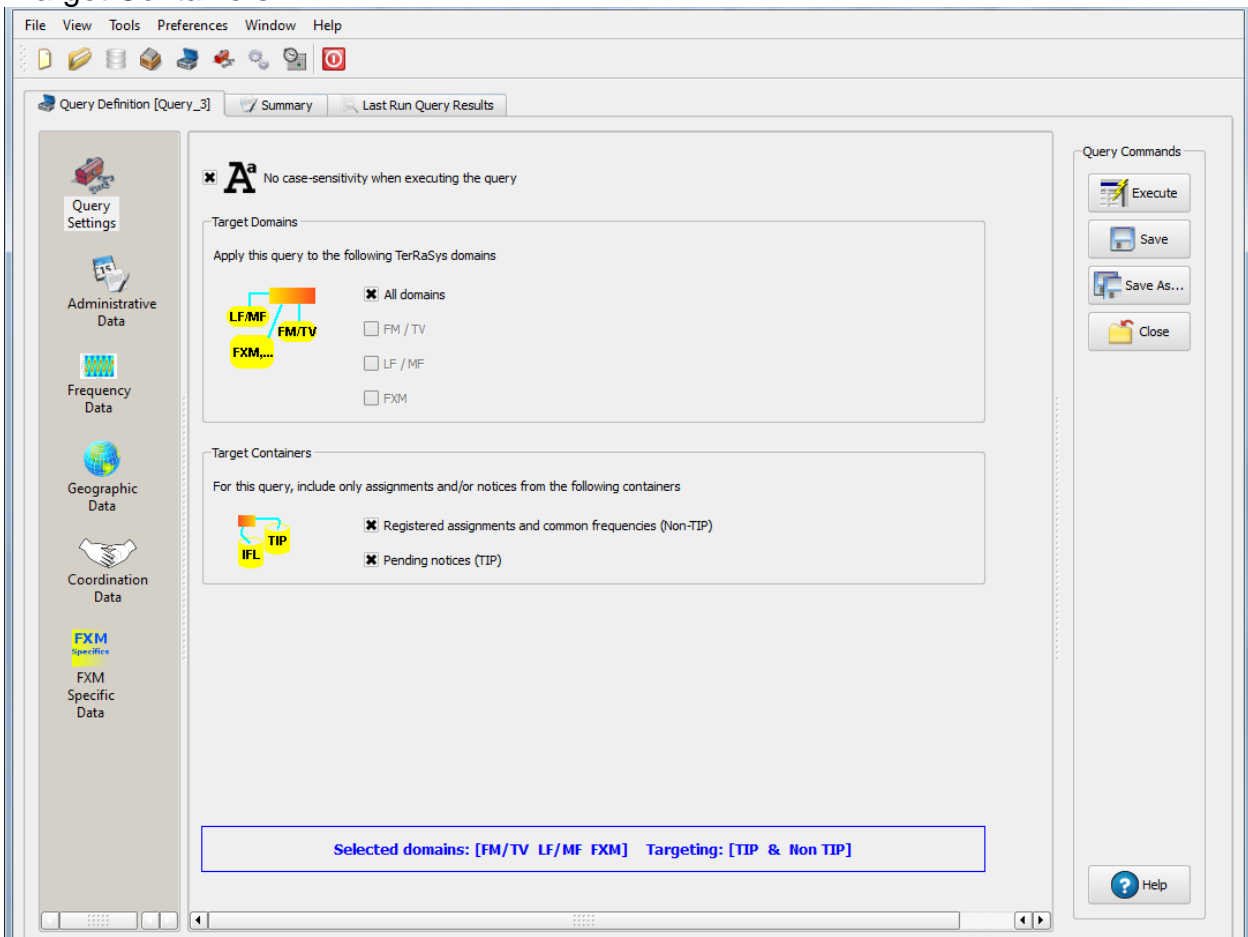 Target Containers
File View Tools Preferences Window Help
Query Definition [Query_3] Summary Last Run Query Results
Query
Settings
Administrative
Data
Frequency
Data
Geographic
Data
Coordination
Data
FXM
Specifics
FXM
Specific
Data
Aa No case-sensitivity when executing the query
Target Domains
Apply this query to the following TerRaSys domains
LF/MF
FM/TV
FXM,...
All domains
FM / TV
LF / MF
FXM
Target Containers
For this query, include only assignments and/or notices from the following containers
TIP
IFL
Registered assignments and common frequencies (Non-TIP)
Pending notices (TIP)
Selected domains: [FM/TV LF/MF FXM] Targeting: [TIP & Non TIP]
Query Commands
Execute
Save
Save As...
Close
Help